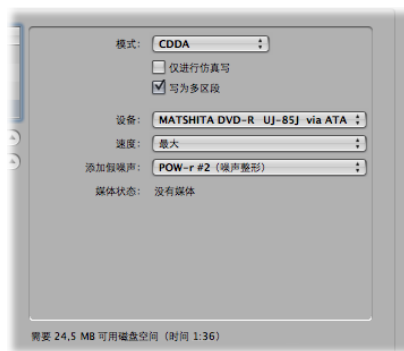 模式： CDDA
仅进行仿真写
写为多区段
设备： MATSHITA DVD-R UJ-85J via ATA
速度： 最大
添加假噪声： POW-r #2（噪声整形）
媒体状态： 没有媒体
需要 24,5 MB 可用磁盘空间（时间 1:36）